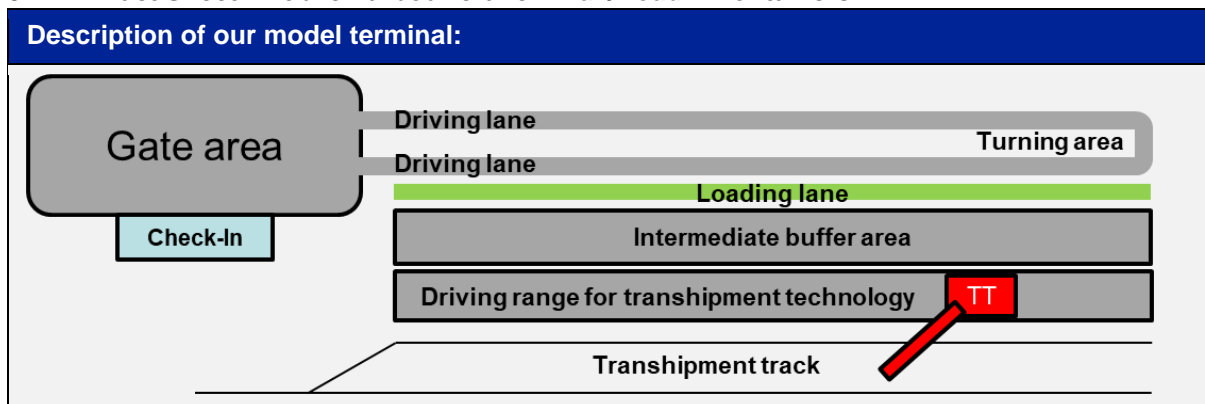 Description of our model terminal:
Gate area
Driving lane
Turning area
Driving lane
Loading lane
Check-In
Intermediate buffer area
Driving range for transhipment technology
TT
Transhipment track